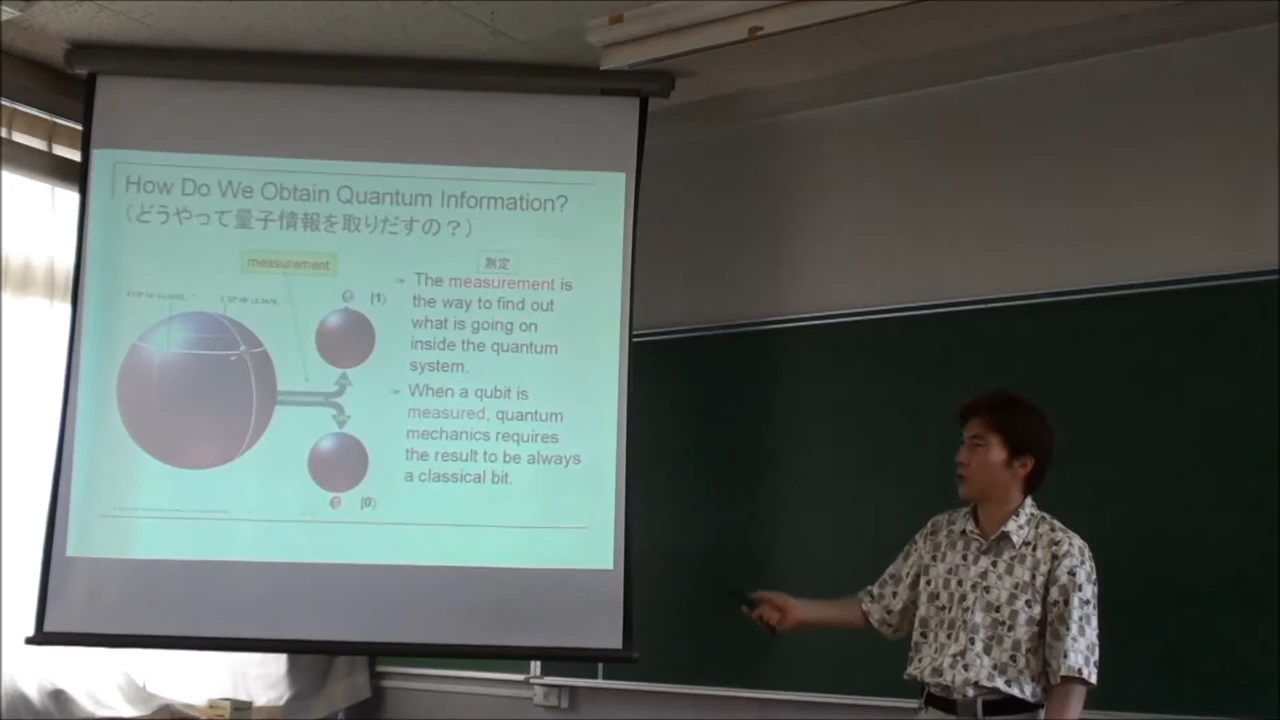 How Do We Obtain Quantum Information?
（どうやって量子情報を取りだすの？）
measurement
測定
The measurement is
the way to find out
what is going on
inside the quantum
system.
When a qubit is
measured, quantum
mechanics requires
the result to be always
a classical bit.
|1⟩
|0⟩